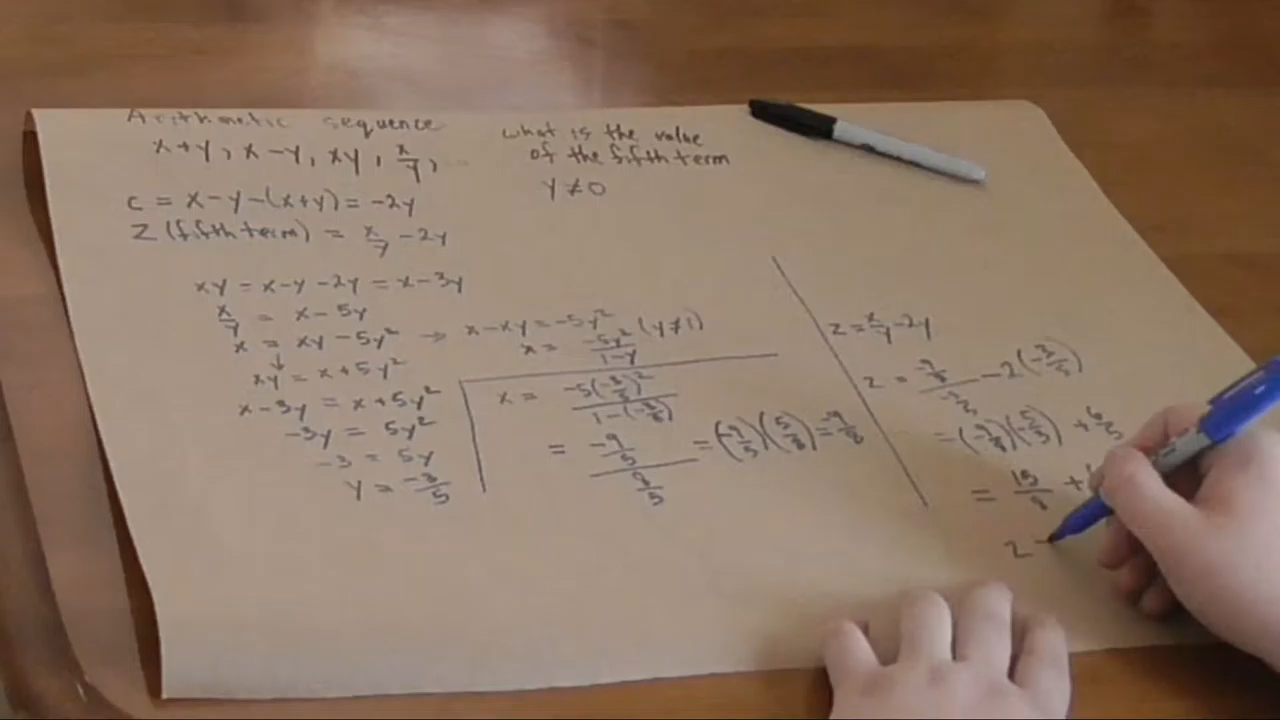 Arithmetic sequence
x+y, x-y, xy, x/y,
what is the value
of the fifth term
y≠0
c = x-y-(x+y) = -2y
z (fifth term) = x/y - 2y
xy = x-y-2y = x-3y
x/y = x-5y
x = xy-5y² → x-xy = -5y²
x = -5y²/(1-y) (y≠1)
xy = x+5y²
x-3y = x+5y²
-3y = 5y²
-3 = 5y
y = -3/5
x = -5(-3/5)²/(1-(-3/5))
= (-9/5)/(8/5) = (-9/5)(5/8) = -9/8
z = x/y - 2y
z = (-9/8)/(-3/5) - 2(-3/5)
= (-9/8)(-5/3) + 6/5
= 15/8 +
z